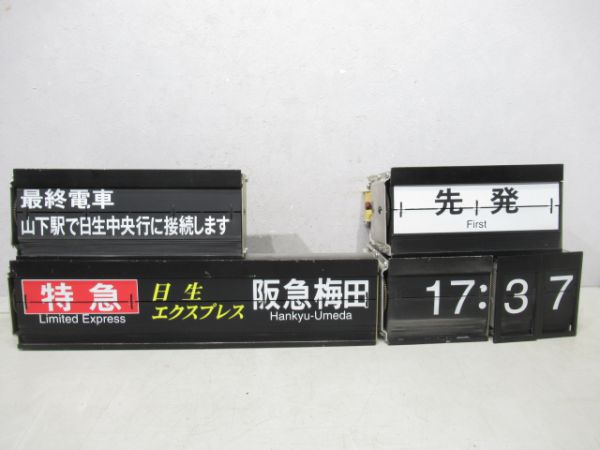 最終電車
山下駅で日生中央行に接続します
先発
First
特急
Limited Express
日生
エクスプレス
阪急梅田
Hankyu-Umeda
17:37